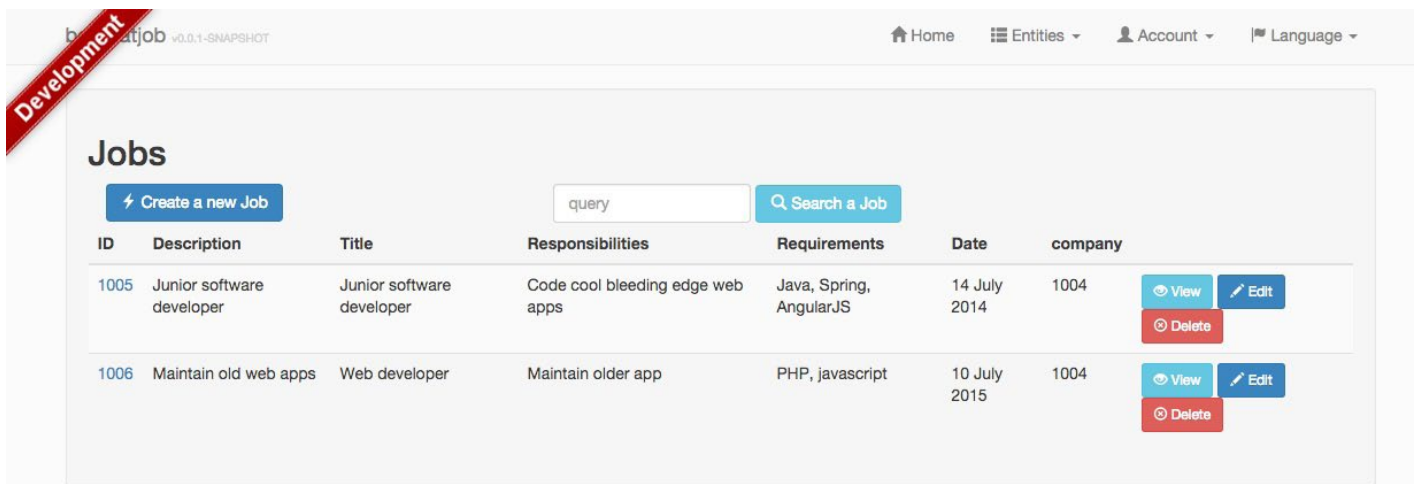 Development
tjob v0.0.1-SNAPSHOT Home Entities Account Language
Jobs
Create a new Job query Search a Job
ID Description Title Responsibilities Requirements Date company
1005 Junior software Junior software Code cool bleeding edge web Java, Spring, 14 July 1004 View Edit
developer developer apps AngularJS 2014
Delete
1006 Maintain old web apps Web developer Maintain older app PHP, javascript 10 July 1004 View Edit
2015
Delete